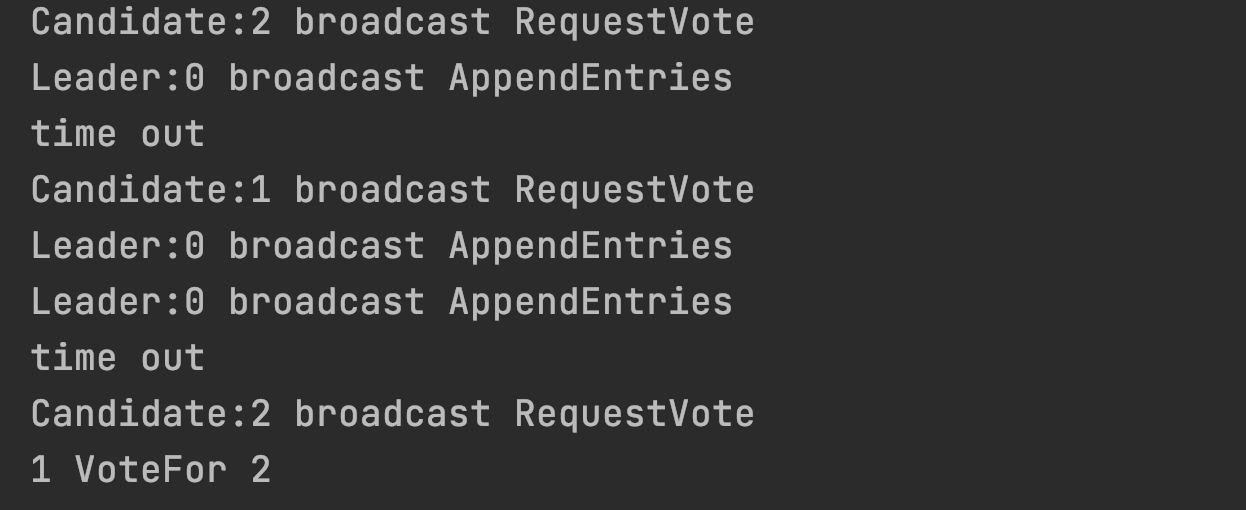 Candidate:2 broadcast RequestVote
Leader:0 broadcast AppendEntries
time out
Candidate:1 broadcast RequestVote
Leader:0 broadcast AppendEntries
Leader:0 broadcast AppendEntries
time out
Candidate:2 broadcast RequestVote
1 VoteFor 2